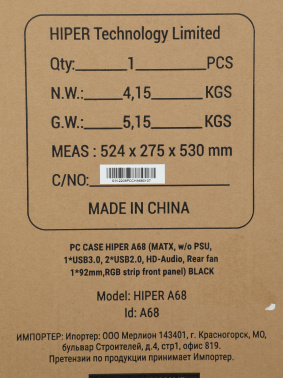 HIPER Technology Limited
Qty: 1 PCS
N.W.: 4,15 KGS
G.W.: 5,15 KGS
MEAS : 524 x 275 x 530 mm
C/NO:
MADE IN CHINA
PC CASE HIPER A68 (MATX, w/o PSU,
1*USB3.0, 2*USB2.0, HD-Audio, Rear fan
1*92mm,RGB strip front panel) BLACK
Model: HIPER A68
Id: A68
ИМПОРТЕР: Ипортер: ООО Мерлион 143401, г. Красногорск, МО,
бульвар Строителей, д.4, стр1, офис 819.
Претензии по продукции принимает Импортер.